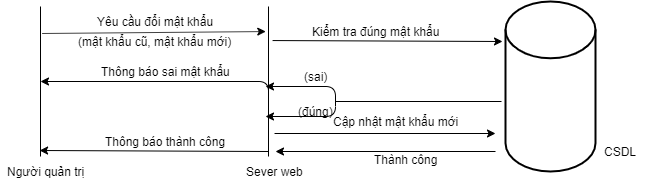 Yêu cầu đổi mật khẩu
(mật khẩu cũ, mật khẩu mới)
Kiểm tra đúng mật khẩu
Thông báo sai mật khẩu
(sai)
(đúng)
Cập nhật mật khẩu mới
Thông báo thành công
Thành công
CSDL
Người quản trị
Sever web